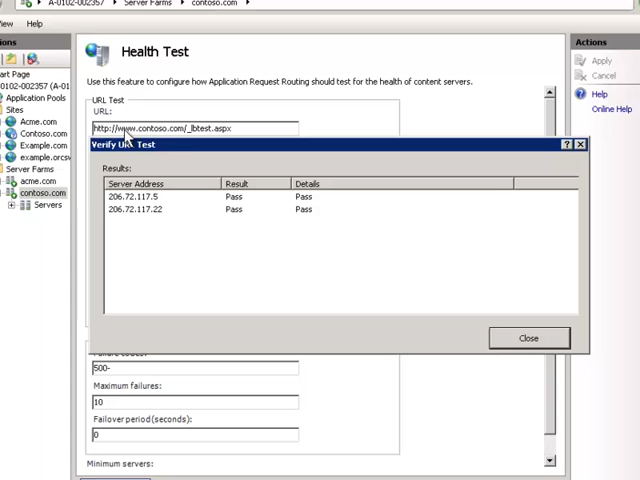 A-0102-002357 Server Farms contoso.com
View Help
Health Test
Use this feature to configure how Application Request Routing should test for the health of content servers.
URL Test
URL:
http://www.contoso.com/_lbtest.aspx
Verify URL Test
Results:
Server Address Result Details
206.72.117.5 Pass Pass
206.72.117.22 Pass Pass
Close
500-
Maximum failures:
10
Failover period(seconds):
0
Minimum servers:
Page
Application Pools
Sites
Acme.com
Contoso.com
Example.com
Server Farms
acme.com
contoso.com
Servers
Actions
Apply
Cancel
Help
Online Help